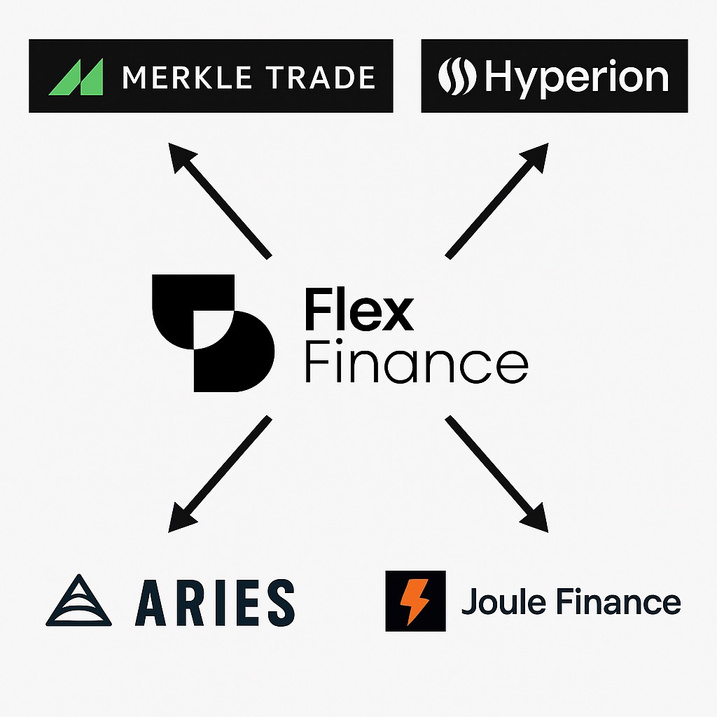 MERKLE TRADE
Hyperion
Flex
Finance
ARIES
Joule Finance